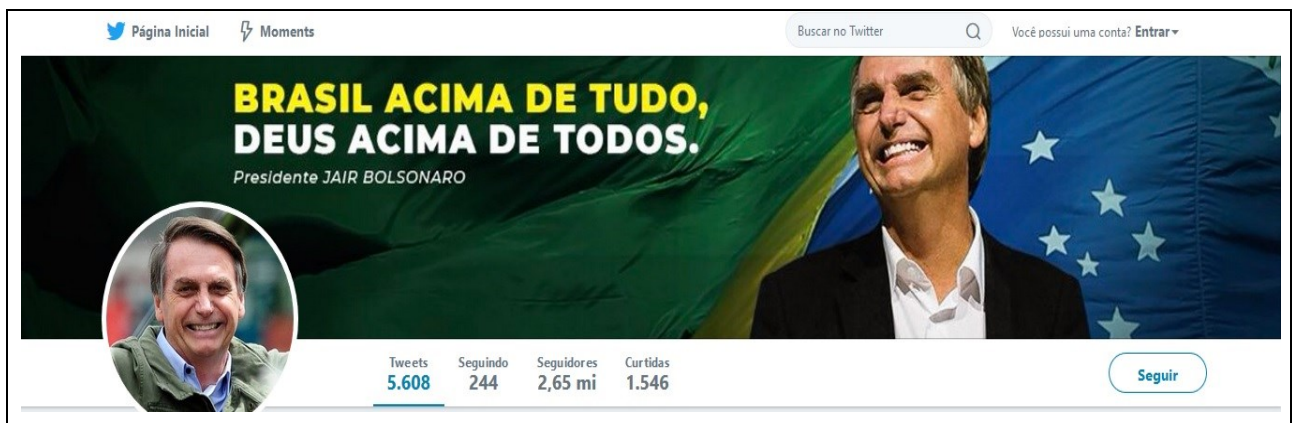 Página Inicial Moments Buscar no Twitter Você possui uma conta? Entrar
BRASIL ACIMA DE TUDO,
DEUS ACIMA DE TODOS.
Presidente JAIR BOLSONARO
Tweets Seguindo Seguidores Curtidas
5.608 244 2,65 mi 1.546
Seguir